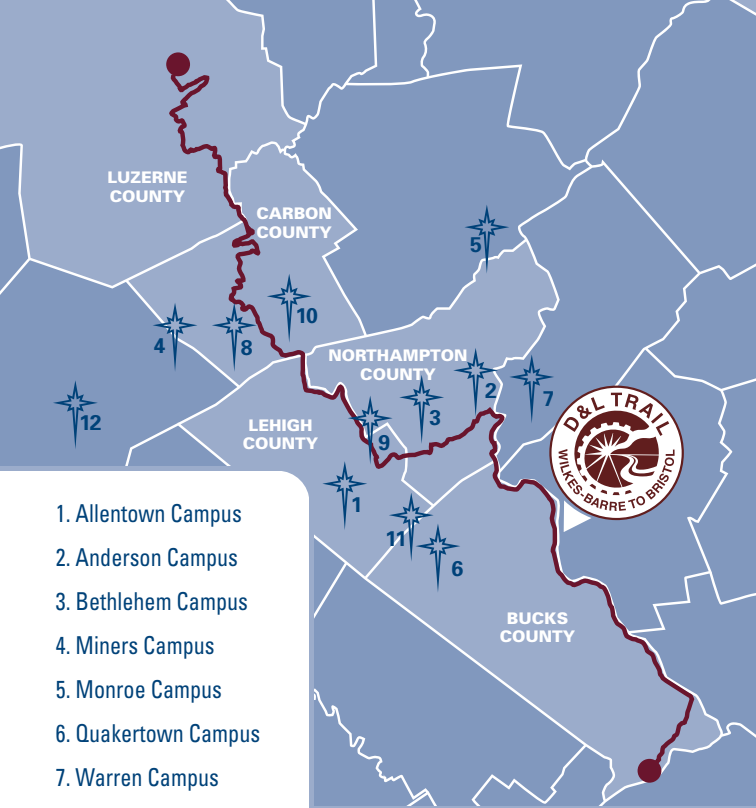 LUZERNE
COUNTY
CARBON
COUNTY
5
10
4
8
NORTHAMPTON
COUNTY
2
7
3
12
LEHIGH
COUNTY
9
D&L TRAIL
WILKES-BARRE TO BRISTOL
1
11
6
BUCKS
COUNTY
1. Allentown Campus
2. Anderson Campus
3. Bethlehem Campus
4. Miners Campus
5. Monroe Campus
6. Quakertown Campus
7. Warren Campus